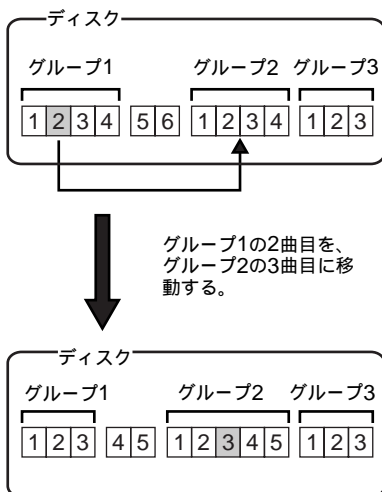 ディスク
グループ1 グループ2 グループ3
1 2 3 4 5 6 1 2 3 4 1 2 3
グループ1の2曲目を、
グループ2の3曲目に移
動する。
ディスク
グループ1 グループ2 グループ3
1 2 3 4 5 1 2 3 4 5 1 2 3